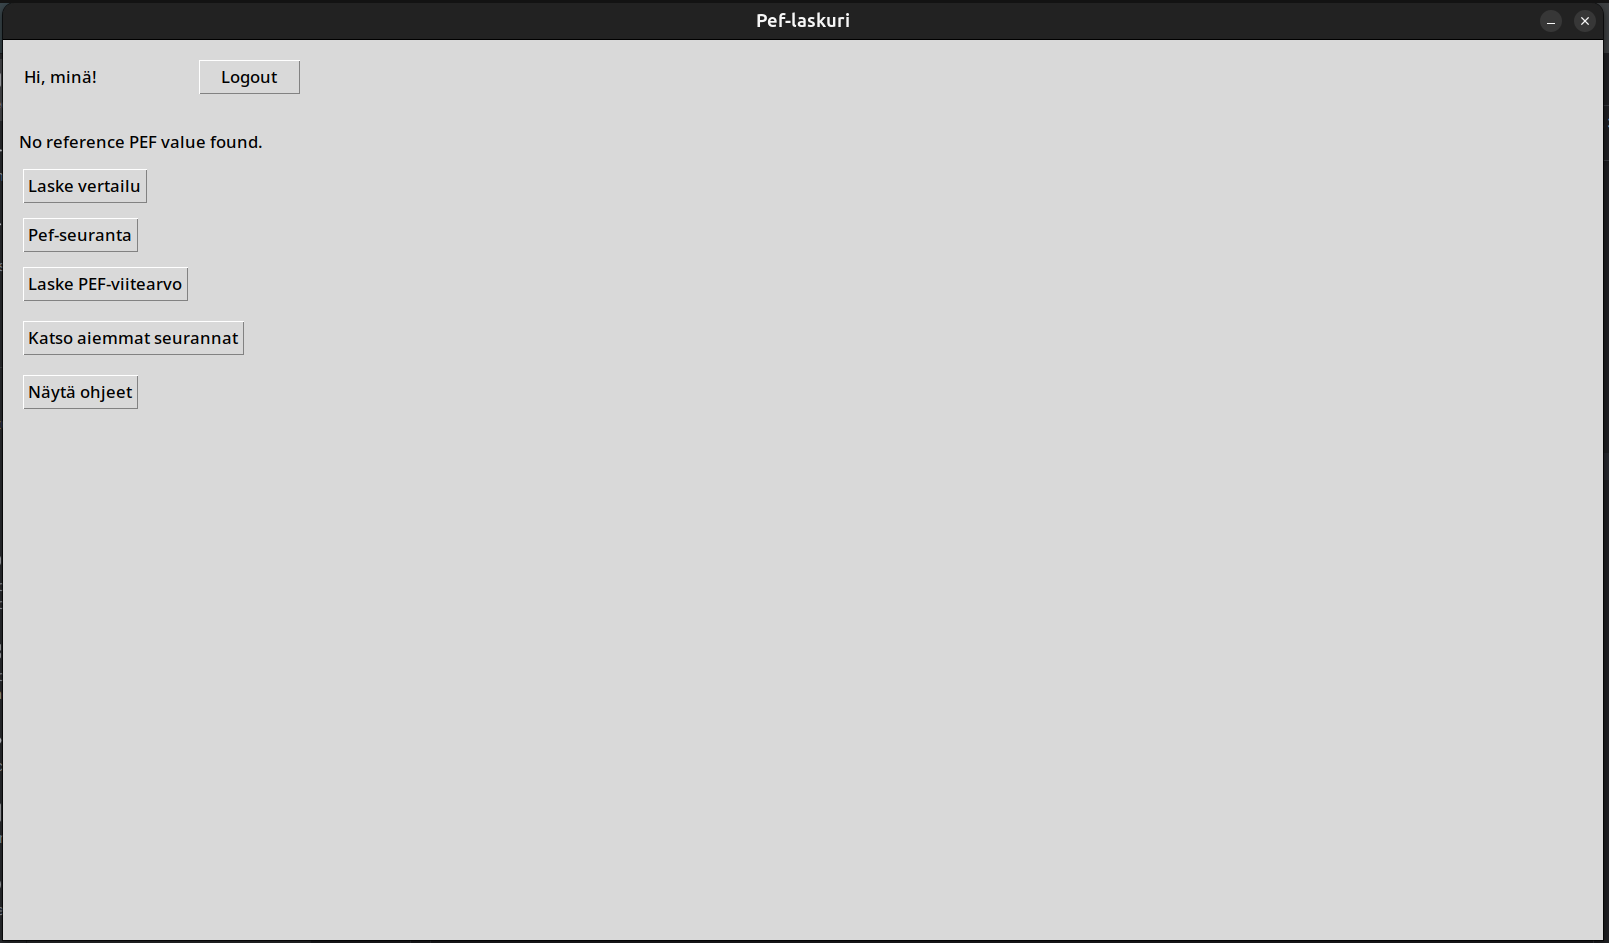 Pef-laskuri
Hi, minä! Logout
No reference PEF value found.
Laske vertailu
Pef-seuranta
Laske PEF-viitearvo
Katso aiemmat seurannat
Näytä ohjeet